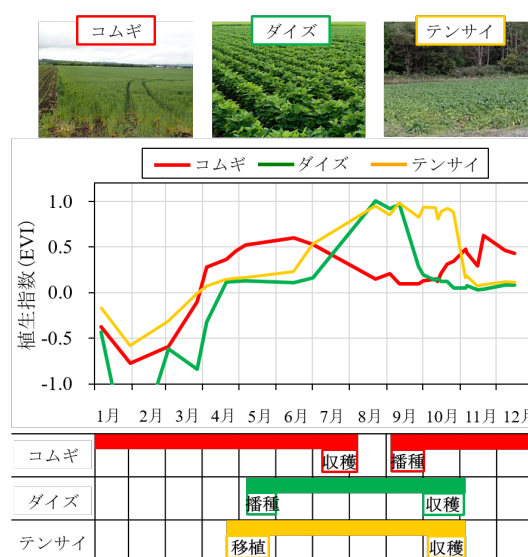 コムギ ダイズ テンサイ
コムギ ダイズ テンサイ
植生指数(EVI)
1.0
0.5
0.0
-0.5
-1.0
1月 2月 3月 4月 5月 6月 7月 8月 9月 10月 11月 12月
コムギ 収穫 播種
ダイズ 播種 収穫
テンサイ 移植 収穫